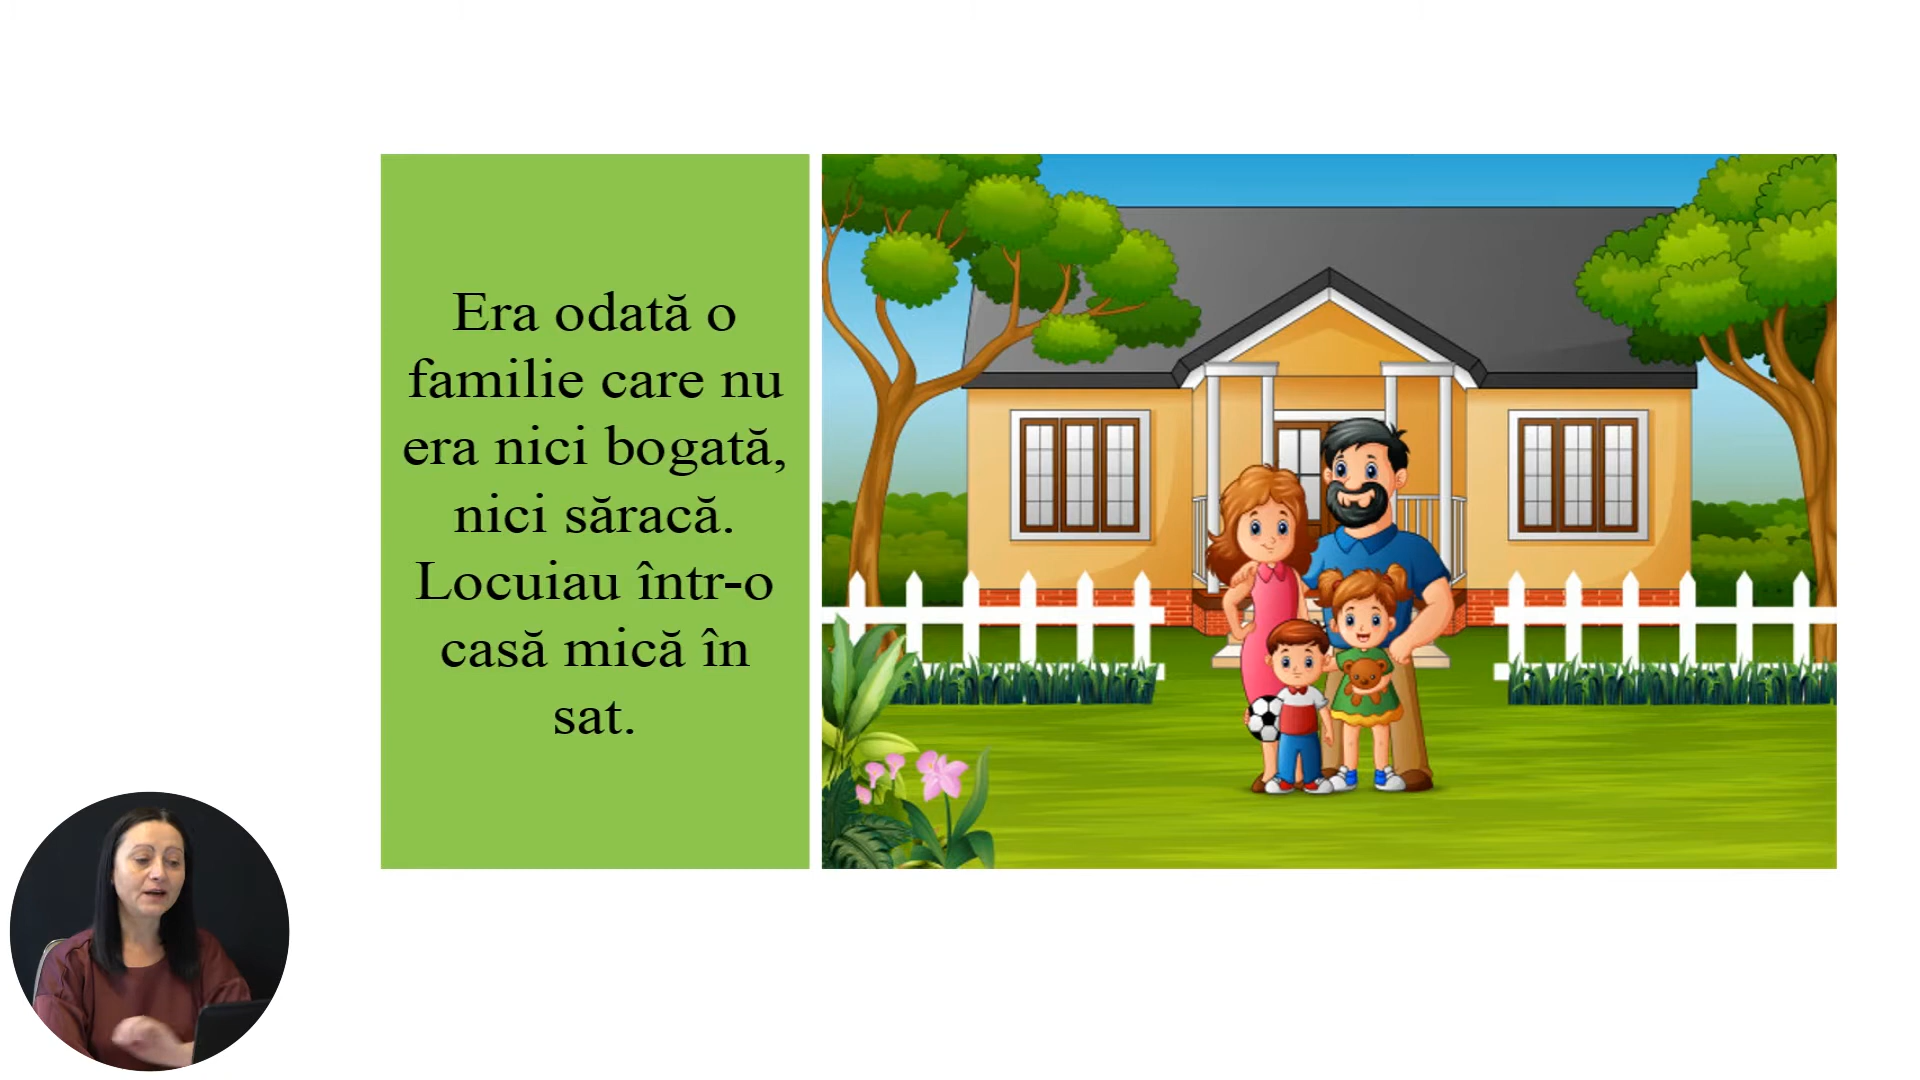 Era odată o
familie care nu
era nici bogată,
nici săracă.
Locuiau într-o
casă mică în
sat.